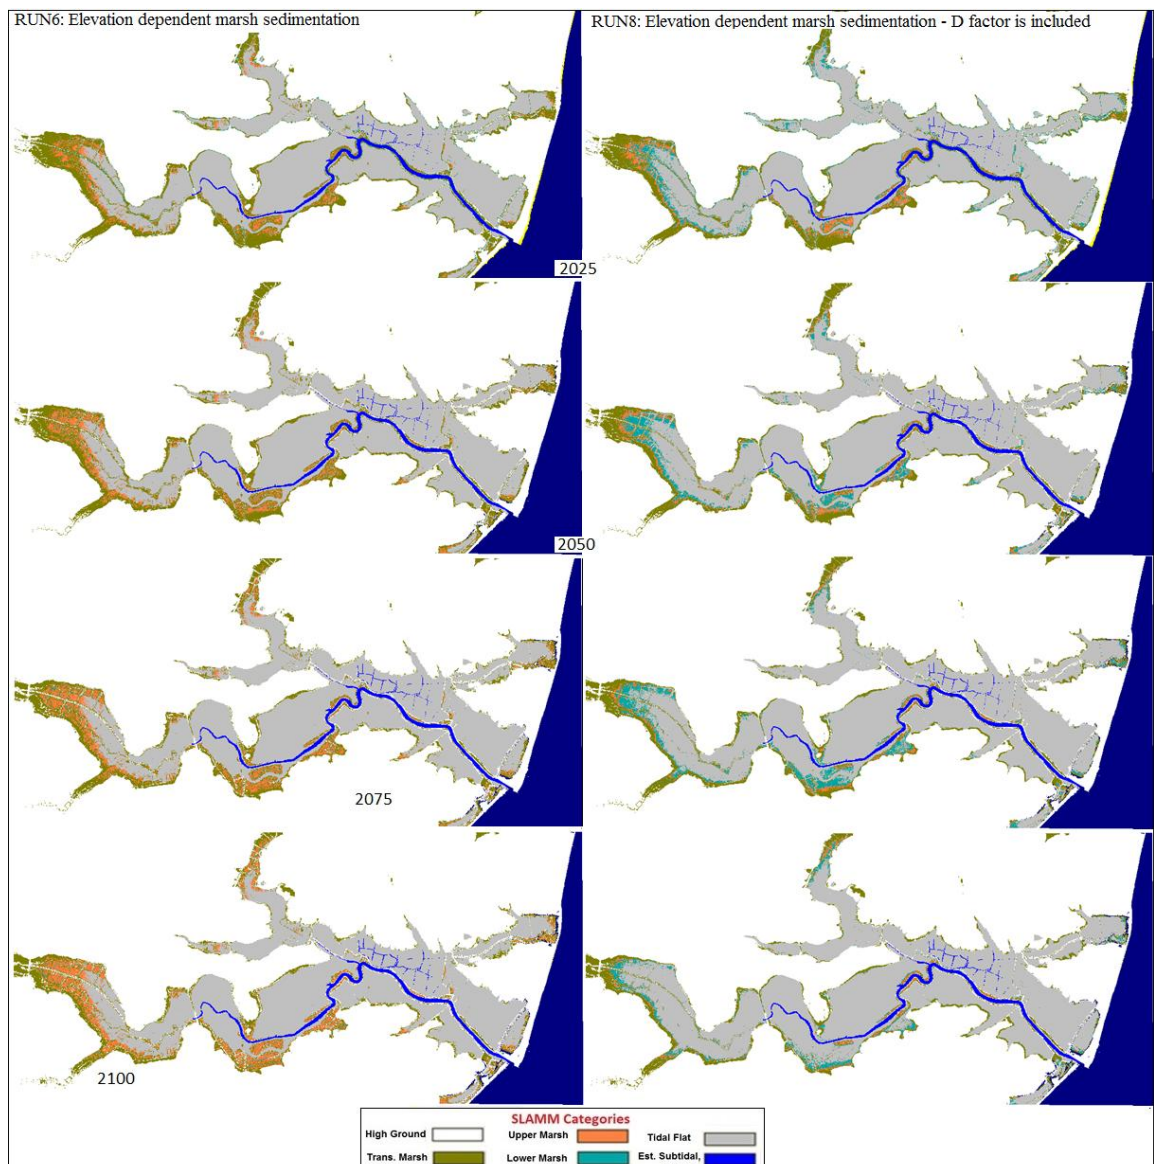 RUN6: Elevation dependent marsh sedimentation
RUN8: Elevation dependent marsh sedimentation - D factor is included
2025
2050
2075
2100
SLAMM Categories
High Ground
Upper Marsh
Tidal Flat
Trans. Marsh
Lower Marsh
Est. Subtidal,